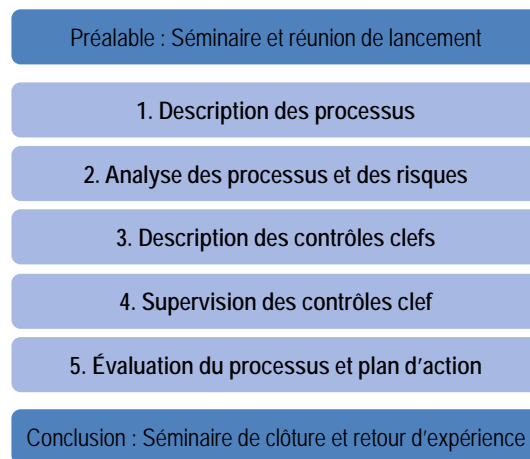 Préalable : Séminaire et réunion de lancement
1. Description des processus
2. Analyse des processus et des risques
3. Description des contrôles clefs
4. Supervision des contrôles clef
5. Évaluation du processus et plan d'action
Conclusion : Séminaire de clôture et retour d'expérience